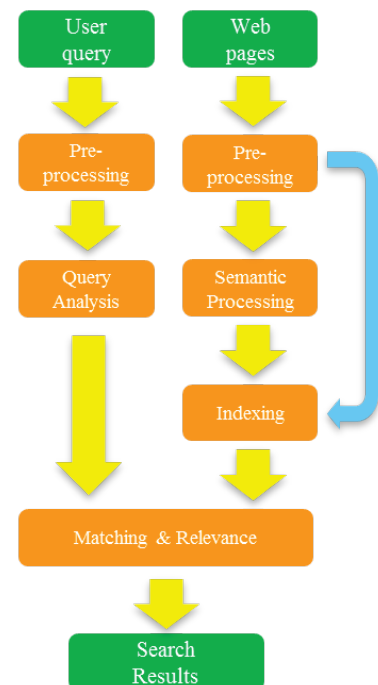 User
query
Web
pages
Pre-
processing
Pre-
processing
Query
Analysis
Semantic
Processing
Indexing
Matching & Relevance
Search
Results